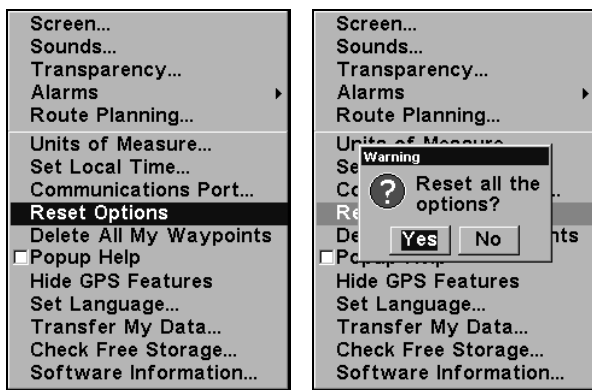 Screen...
Sounds...
Transparency...
Alarms
Route Planning...
Units of Measure...
Set Local Time...
Communications Port...
Reset Options
Delete All My Waypoints
Popup Help
Hide GPS Features
Set Language...
Transfer My Data...
Check Free Storage...
Software Information...
Screen...
Sounds...
Transparency...
Alarms
Route Planning...
Units of Measure...
Warning
Reset all the
options?
Yes No
Hide GPS Features
Set Language...
Transfer My Data...
Check Free Storage...
Software Information...